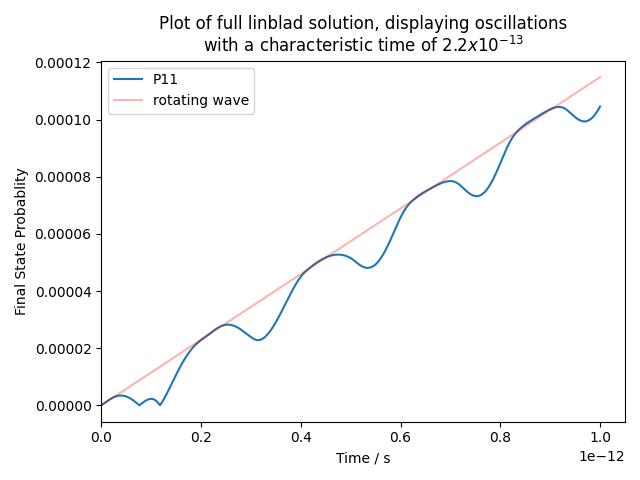 Plot of full linblad solution, displaying oscillations
with a characteristic time of 2.2x10⁻¹³
P11
rotating wave
0.00012
0.00010
0.00008
0.00006
0.00004
0.00002
0.00000
Final State Probablity
0.0 0.2 0.4 0.6 0.8 1.0
1e−12
Time / s